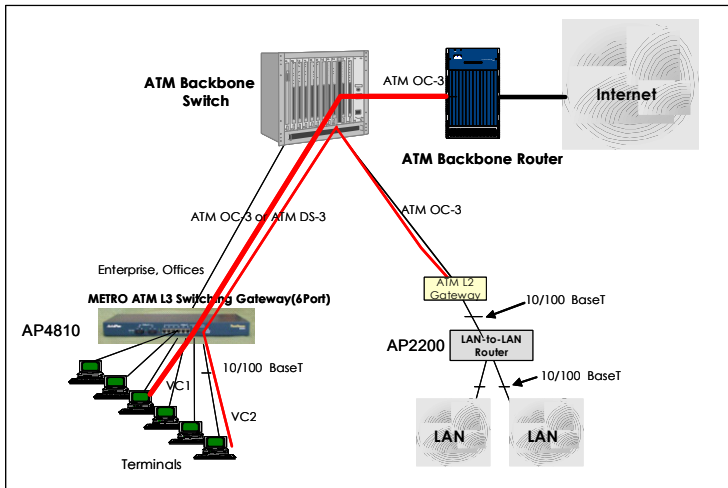 ATM Backbone
Switch
ATM OC-3
Internet
ATM Backbone Router
ATM OC-3 or ATM DS-3
ATM OC-3
Enterprise, Offices
METRO ATM L3 Switching Gateway(6Port)
ATM L2
Gateway
10/100 BaseT
AP4810
AP2200
LAN-to-LAN
Router
10/100 BaseT
VC1
10/100 BaseT
VC2
LAN
LAN
Terminals